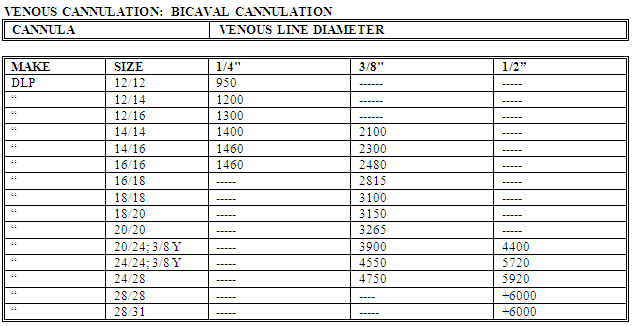 VENOUS CANNULATION: BICAVAL CANNULATION
CANNULA VENOUS LINE DIAMETER
MAKE SIZE 1/4" 3/8" 1/2”
DLP 12/12 950 ------ -----
“ 12/14 1200 ------ -----
“ 12/16 1300 ------ -----
“ 14/14 1400 2100 -----
“ 14/16 1460 2300 -----
“ 16/16 1460 2480 -----
“ 16/18 ----- 2815 -----
“ 18/18 ----- 3100 -----
“ 18/20 ----- 3150 -----
“ 20/20 ----- 3265 -----
“ 20/24; 3/8 Y ----- 3900 4400
“ 24/24; 3/8 Y ----- 4550 5720
“ 24/28 ----- 4750 5920
“ 28/28 ----- ---- +6000
“ 28/31 ----- ----- +6000